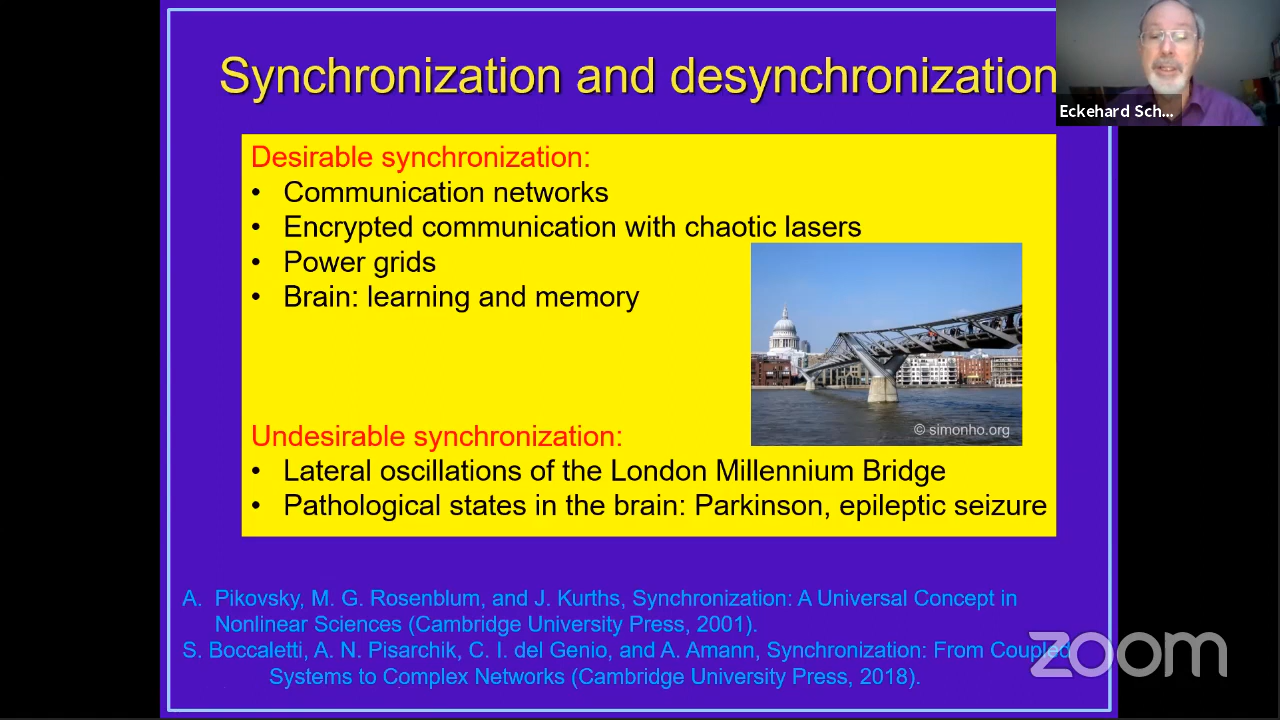 Synchronization and desynchronization
Eckehard Sch...
Desirable synchronization:
• Communication networks
• Encrypted communication with chaotic lasers
• Power grids
• Brain: learning and memory
© simonho.org
Undesirable synchronization:
• Lateral oscillations of the London Millennium Bridge
• Pathological states in the brain: Parkinson, epileptic seizure
A. Pikovsky, M. G. Rosenblum, and J. Kurths, Synchronization: A Universal Concept in
Nonlinear Sciences (Cambridge University Press, 2001).
S. Boccaletti, A. N. Pisarchik, C. I. del Genio, and A. Amann, Synchronization: From Coupled
Systems to Complex Networks (Cambridge University Press, 2018).
zoom